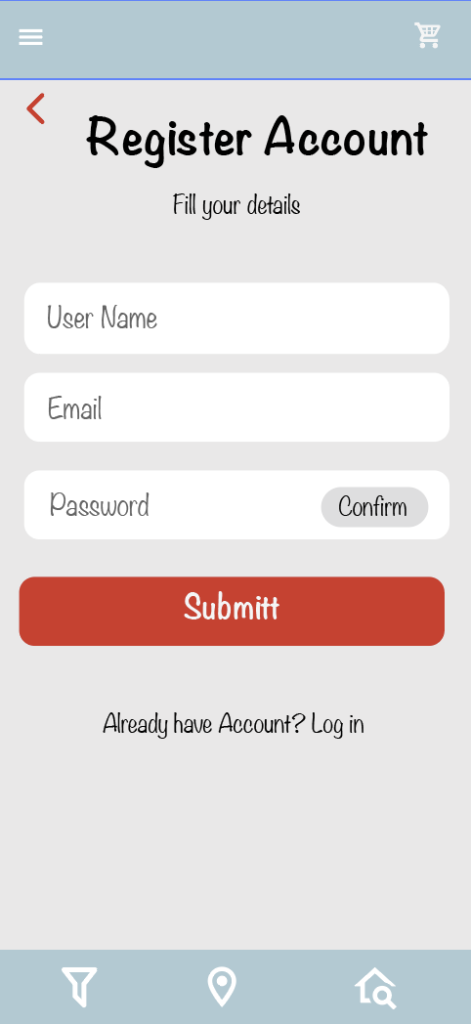 Register Account
Fill your details
User Name
Email
Password
Confirm
Submitt
Already have Account? Log in